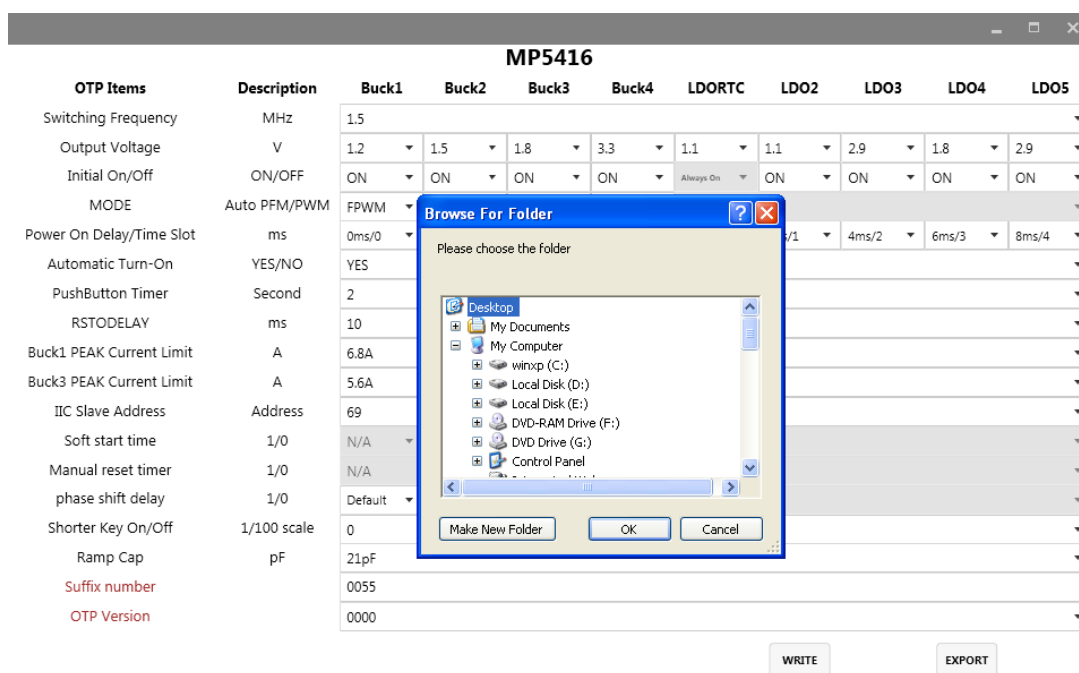 MP5416
OTP Items Description Buck1 Buck2 Buck3 Buck4 LDORTC LDO2 LDO3 LDO4 LDO5
Switching Frequency MHz 1.5
Output Voltage V 1.2 1.5 1.8 3.3 1.1 1.1 2.9 1.8 2.9
Initial On/Off ON/OFF ON ON ON ON Always On ON ON ON ON
MODE Auto PFM/PWM FPWM
Power On Delay/Time Slot ms 0ms/0 /1 4ms/2 6ms/3 8ms/4
Automatic Turn-On YES/NO YES
PushButton Timer Second 2
RSTODELAY ms 10
Buck1 PEAK Current Limit A 6.8A
Buck3 PEAK Current Limit A 5.6A
IIC Slave Address Address 69
Soft start time 1/0 N/A
Manual reset timer 1/0 N/A
phase shift delay 1/0 Default
Shorter Key On/Off 1/100 scale 0
Ramp Cap pF 21pF
Suffix number 0055
OTP Version 0000
WRITE EXPORT
Browse For Folder
Please choose the folder
Desktop
My Documents
My Computer
winxp (C:)
Local Disk (D:)
Local Disk (E:)
DVD-RAM Drive (F:)
DVD Drive (G:)
Control Panel
Make New Folder OK Cancel